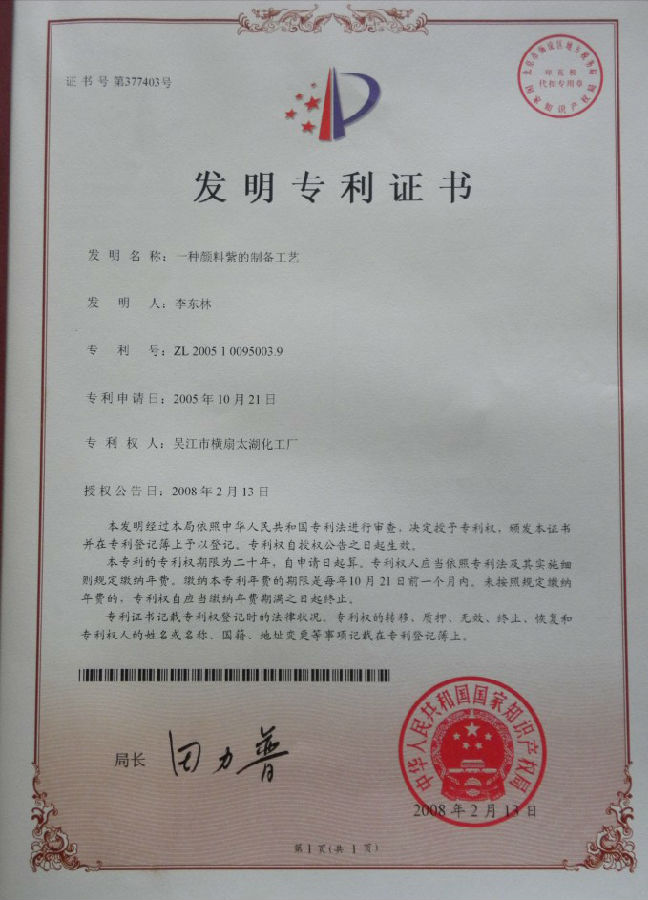 证书号 第377403号
发明专利证书
发明名称：一种颜料紫的制备工艺
发明人：李东林
专利号：ZL 2005 1 0095003.9
专利申请日：2005年10月21日
专利权人：吴江市横扇太湖化工厂
授权公告日：2008年2月13日
本发明经过本局依照中华人民共和国专利法进行审查，决定授予专利权，颁发本证书
并在专利登记簿上予以登记。专利权自授权公告之日起生效。
本专利的专利权期限为二十年，自申请日起算。专利权人应当依照专利法及其实施细
则规定缴纳年费。缴纳本专利年费的期限是每年10月21日前一个月内。未按照规定缴纳
年费的，专利权自应当缴纳年费期满之日起终止。
专利证书记载专利权登记时的法律状况。专利权的转移、质押、无效、终止、恢复和
专利权人的姓名或名称、国籍、地址变更等事项记载在专利登记簿上。
局长 田力普
中华人民共和国国家知识产权局
2008年2月13日
第1页(共1页)